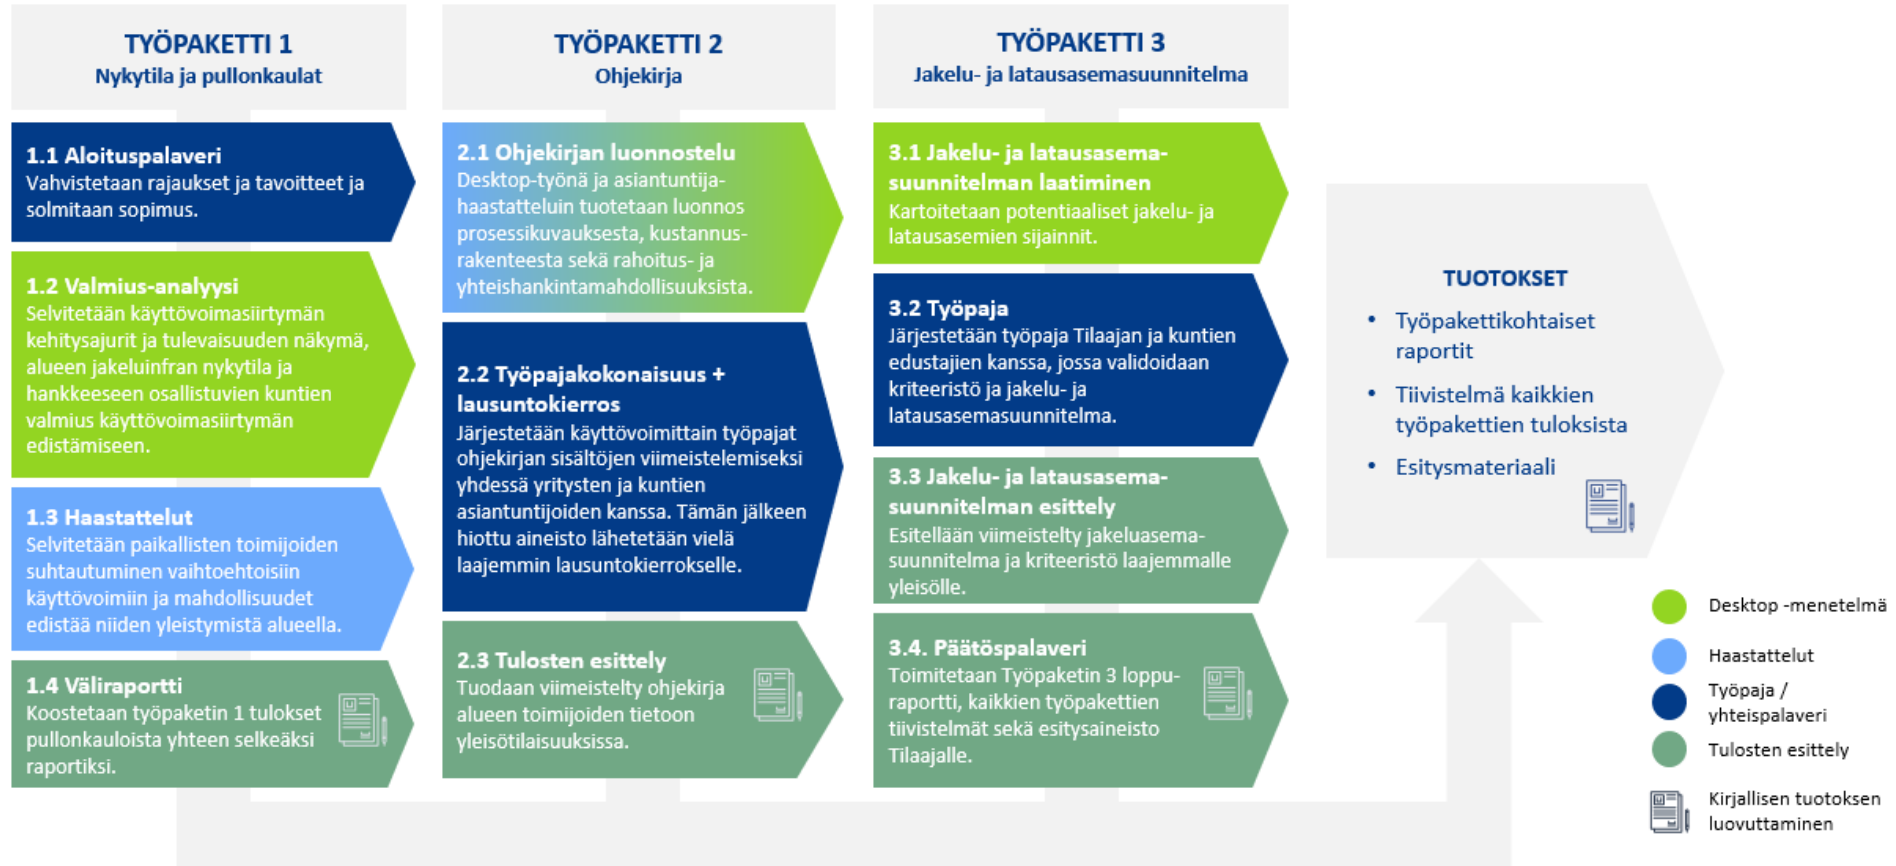 TYÖPAKETTI 1
Nykytila ja pullonkaulat
1.1 Aloituspalaveri
Vahvistetaan rajaukset ja tavoitteet ja
solmitaan sopimus.
1.2 Valmius-analyysi
Selvitetään käyttövoimasiirtymän
kehitysajurit ja tulevaisuuden näkymä,
alueen jakeluinfran nykytila ja
hankkeeseen osallistuvien kuntien
valmius käyttövoimasiirtymän
edistämiseen.
1.3 Haastattelut
Selvitetään paikallisten toimijoiden
suhtautuminen vaihtoehtoisiin
käyttövoimiin ja mahdollisuudet
edistää niiden yleistymistä alueella.
1.4 Väliraportti
Koostetaan työpaketin 1 tulokset
pullonkauloista yhteen selkeäksi
raportiksi.
TYÖPAKETTI 2
Ohjekirja
2.1 Ohjekirjan luonnostelu
Desktop-työnä ja asiantuntija-
haastatteluin tuotetaan luonnos
prosessikuvauksesta, kustannus-
rakenteesta sekä rahoitus- ja
yhteishankintamahdollisuuksista.
2.2 Työpajakokonaisuus +
lausuntokierros
Järjestetään käyttövoimittain työpajat
ohjekirjan sisältöjen viimeistelemiseksi
yhdessä yritysten ja kuntien
asiantuntijoiden kanssa. Tämän jälkeen
hiottu aineisto lähetetään vielä
laajemmin lausuntokierrokselle.
2.3 Tulosten esittely
Tuodaan viimeistelty ohjekirja
alueen toimijoiden tietoon
yleisötilaisuuksissa.
TYÖPAKETTI 3
Jakelu- ja latausasemasuunnitelma
3.1 Jakelu- ja latausasema-
suunnitelman laatiminen
Kartoitetaan potentiaaliset jakelu- ja
latausasemien sijainnit.
3.2 Työpaja
Järjestetään työpaja Tilaajan ja kuntien
edustajien kanssa, jossa validoidaan
kriteeristö ja jakelu- ja
latausasemasuunnitelma.
3.3 Jakelu- ja latausasema-
suunnitelman esittely
Esitellään viimeistelty jakeluasema-
suunnitelma ja kriteeristö laajemmalle
yleisölle.
3.4. Päätöspalaveri
Toimitetaan Työpaketin 3 loppu-
raportti, kaikkien työpakettien
tiivistelmät sekä esitysaineisto
Tilaajalle.
TUOTOKSET
• Työpakettikohtaiset
raportit
• Tiivistelmä kaikkien
työpakettien tuloksista
• Esitysmateriaali
Desktop -menetelmä
Haastattelut
Työpaja /
yhteispalaveri
Tulosten esittely
Kirjallisen tuotoksen
luovuttaminen